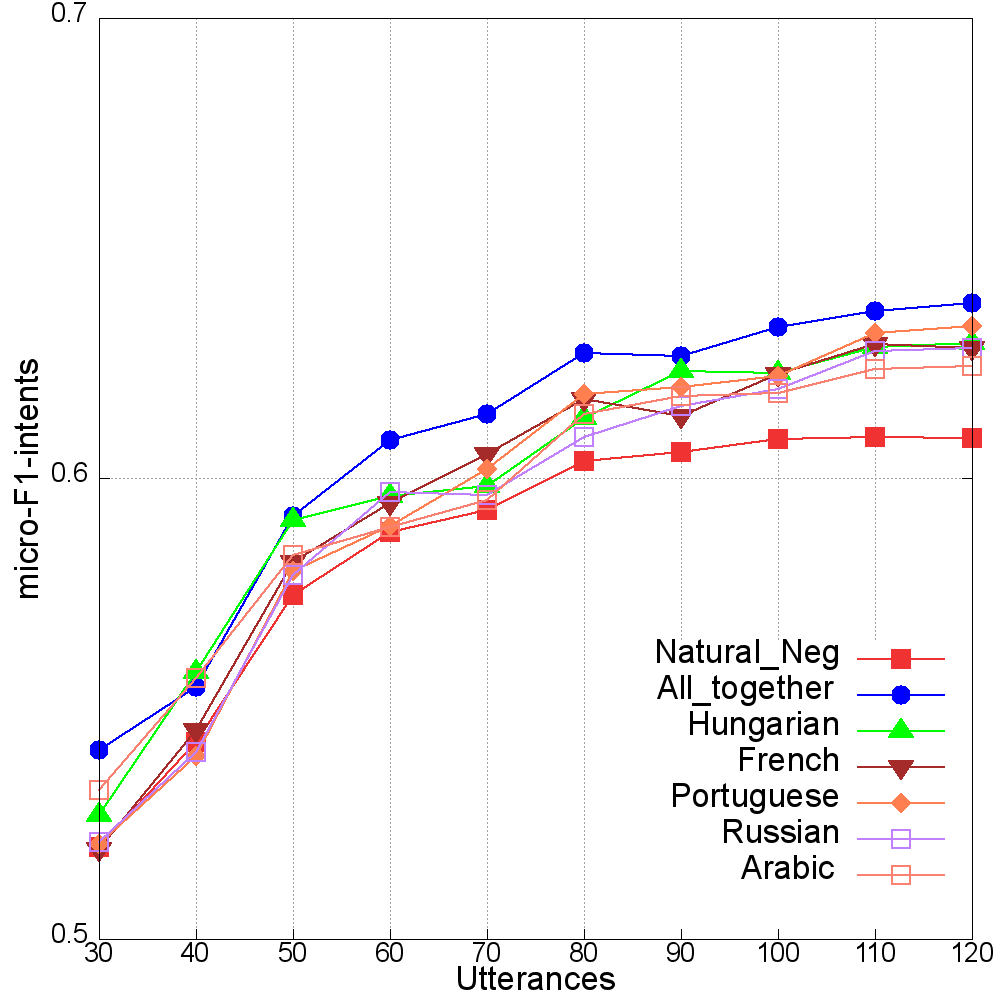 0.7
0.6
0.5
micro-F1-intents
Natural_Neg
All_together
Hungarian
French
Portuguese
Russian
Arabic
30 40 50 60 70 80 90 100 110 120
Utterances